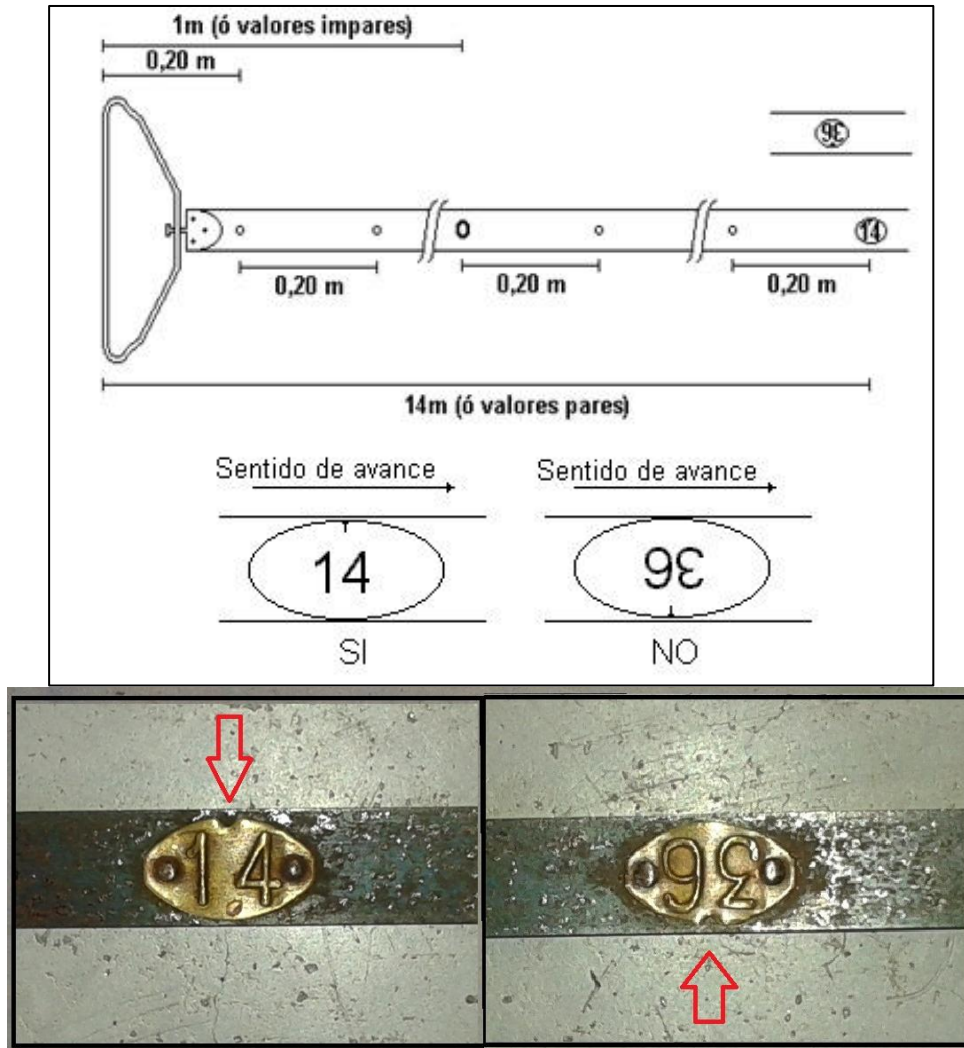 1m (ó valores impares)
0,20 m
36
14
0,20 m 0,20 m 0,20 m
14m (ó valores pares)
Sentido de avance Sentido de avance
14 36
SI NO
14 36